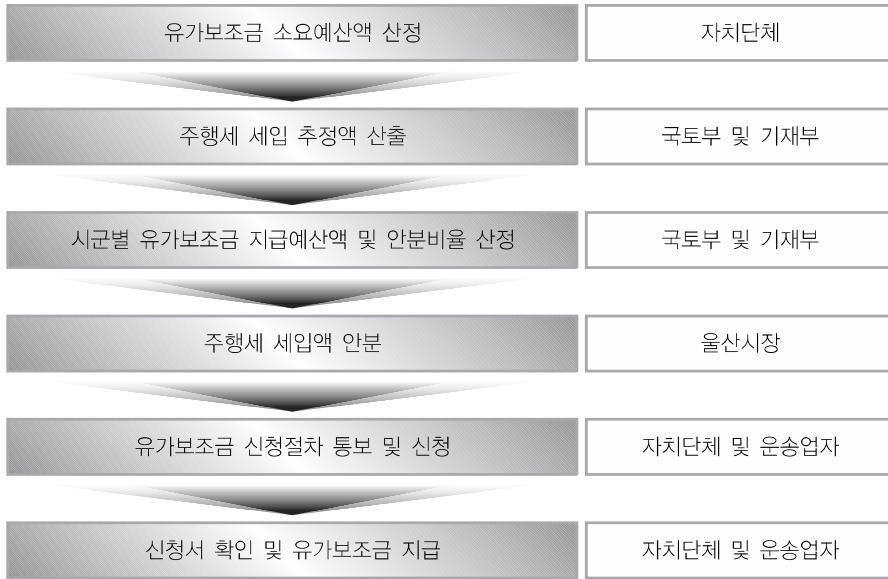 유가보조금 소요예산액 산정 자치단체
주행세 세입 추정액 산출 국토부 및 기재부
시군별 유가보조금 지급예산액 및 안분비율 산정 국토부 및 기재부
주행세 세입액 안분 울산시장
유가보조금 신청절차 통보 및 신청 자치단체 및 운송업자
신청서 확인 및 유가보조금 지급 자치단체 및 운송업자